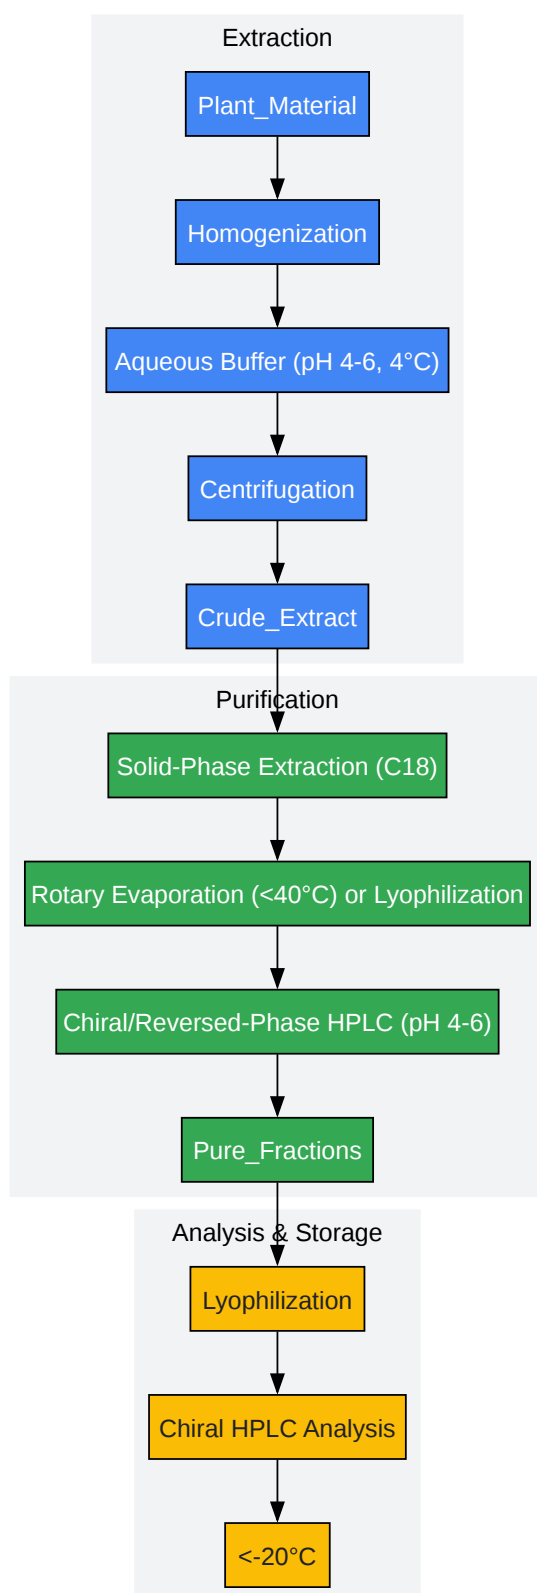 Extraction
Plant_Material
Homogenization
Aqueous Buffer (pH 4-6, 4°C)
Centrifugation
Crude_Extract
Purification
Solid-Phase Extraction (C18)
Rotary Evaporation (<40°C) or Lyophilization
Chiral/Reversed-Phase HPLC (pH 4-6)
Pure_Fractions
Analysis & Storage
Lyophilization
Chiral HPLC Analysis
<-20°C